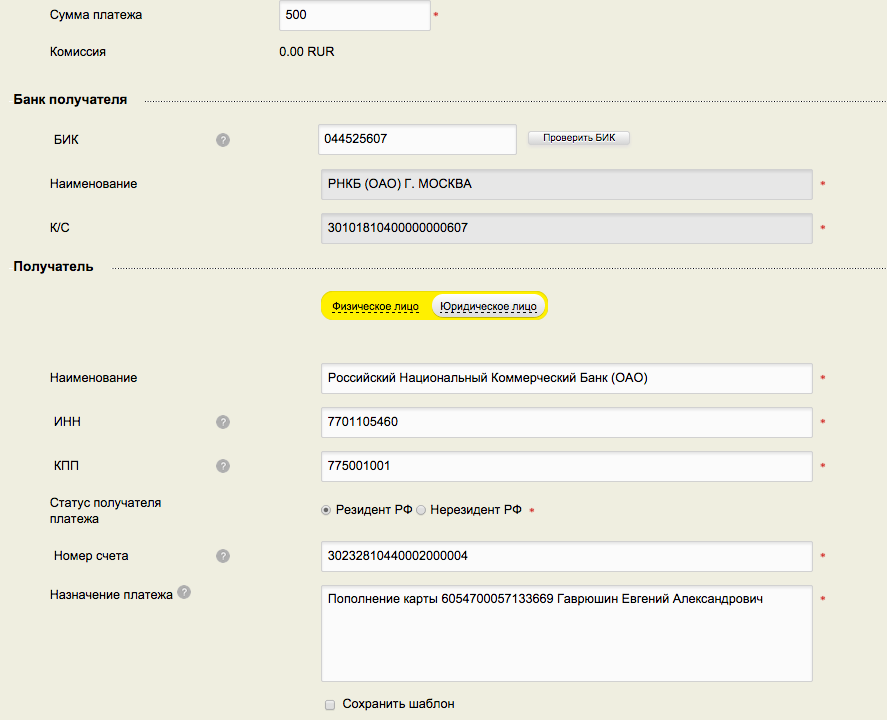 Сумма платежа 500 *
Комиссия 0.00 RUR
Банк получателя
БИК ? 044525607 Проверить БИК
Наименование РНКБ (ОАО) Г. МОСКВА *
К/С 30101810400000000607 *
Получатель
Физическое лицо Юридическое лицо
Наименование Российский Национальный Коммерческий Банк (ОАО) *
ИНН ? 7701105460 *
КПП ? 775001001 *
Статус получателя
платежа Резидент РФ Нерезидент РФ *
Номер счета ? 30232810440002000004 *
Назначение платежа ? Пополнение карты 6054700057133669 Гаврюшин Евгений Александрович *
Сохранить шаблон